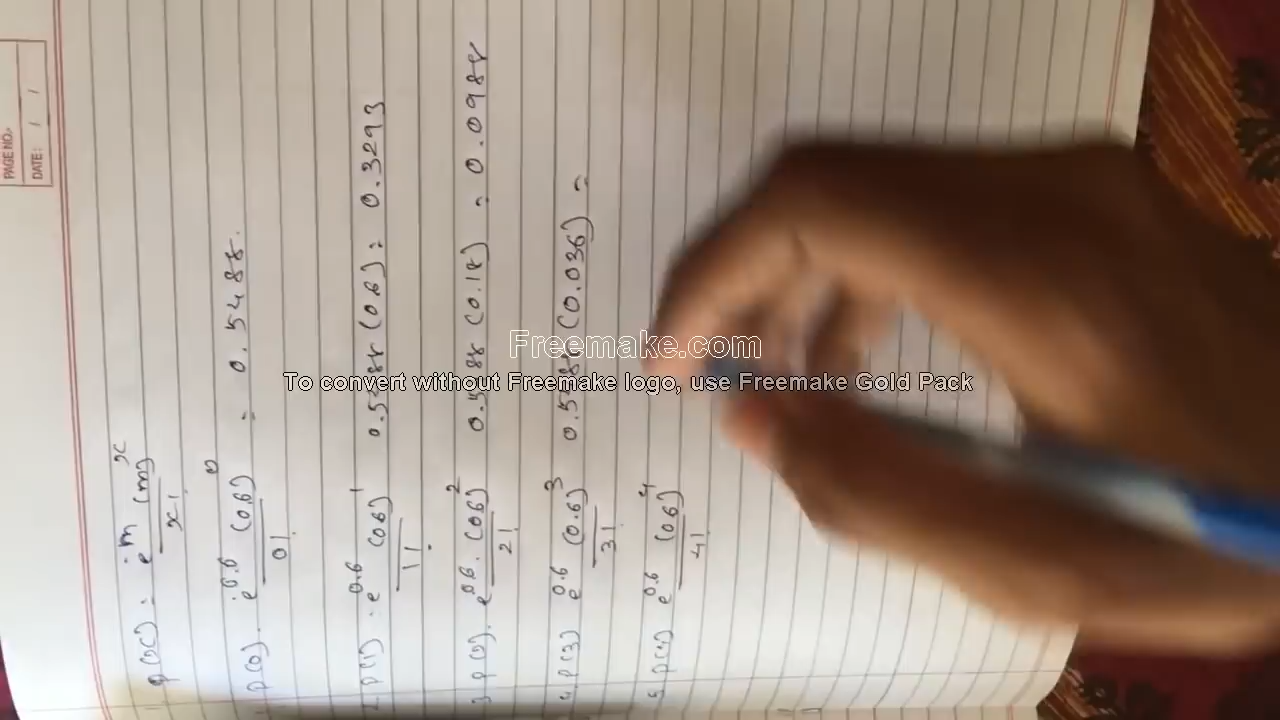 PAGE NO.:
DATE: / /
P(x) = e^-m (m)^x / x!
P(0) = e^-0.6 (0.6)^0 / 0! = 0.5488.
2. P(1) = e^0.6 (0.6)^1 / 1! 0.5488 (0.6) = 0.3293
3. P(2) = e^0.6 (0.6)^2 / 2! 0.5488 (0.18) = 0.0988
4. P(3) e^0.6 (0.6)^3 / 3! 0.5488 (0.036) =
5. P(4) e^0.6 (0.6)^4 / 4!
Freemake.com
To convert without Freemake logo, use Freemake Gold Pack